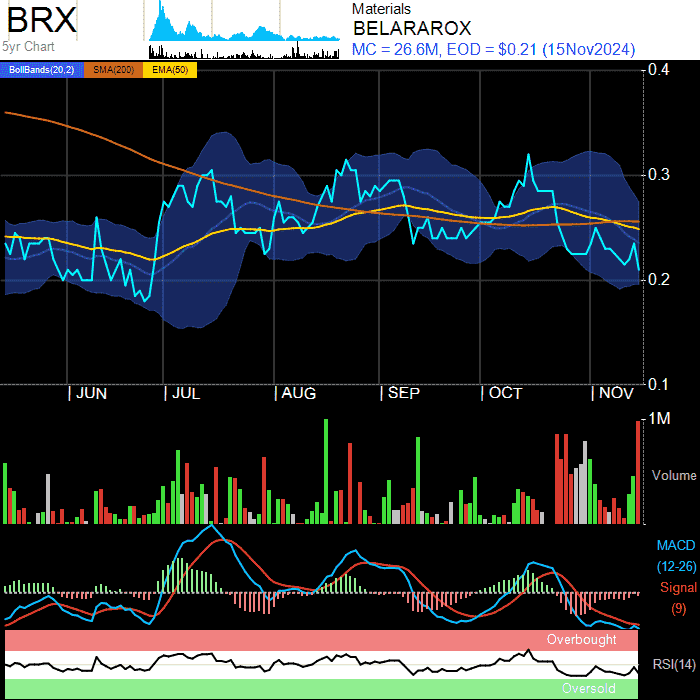 BRX
5yr Chart
Materials
BELARAROX
MC = 26.6M, EOD = $0.21 (15Nov2024)
BollBands(20,2) SMA(200) EMA(50)
0.4
0.3
0.2
0.1
JUN JUL AUG SEP OCT NOV
1M
Volume
MACD
(12-26)
Signal
(9)
Overbought
RSI(14)
Oversold